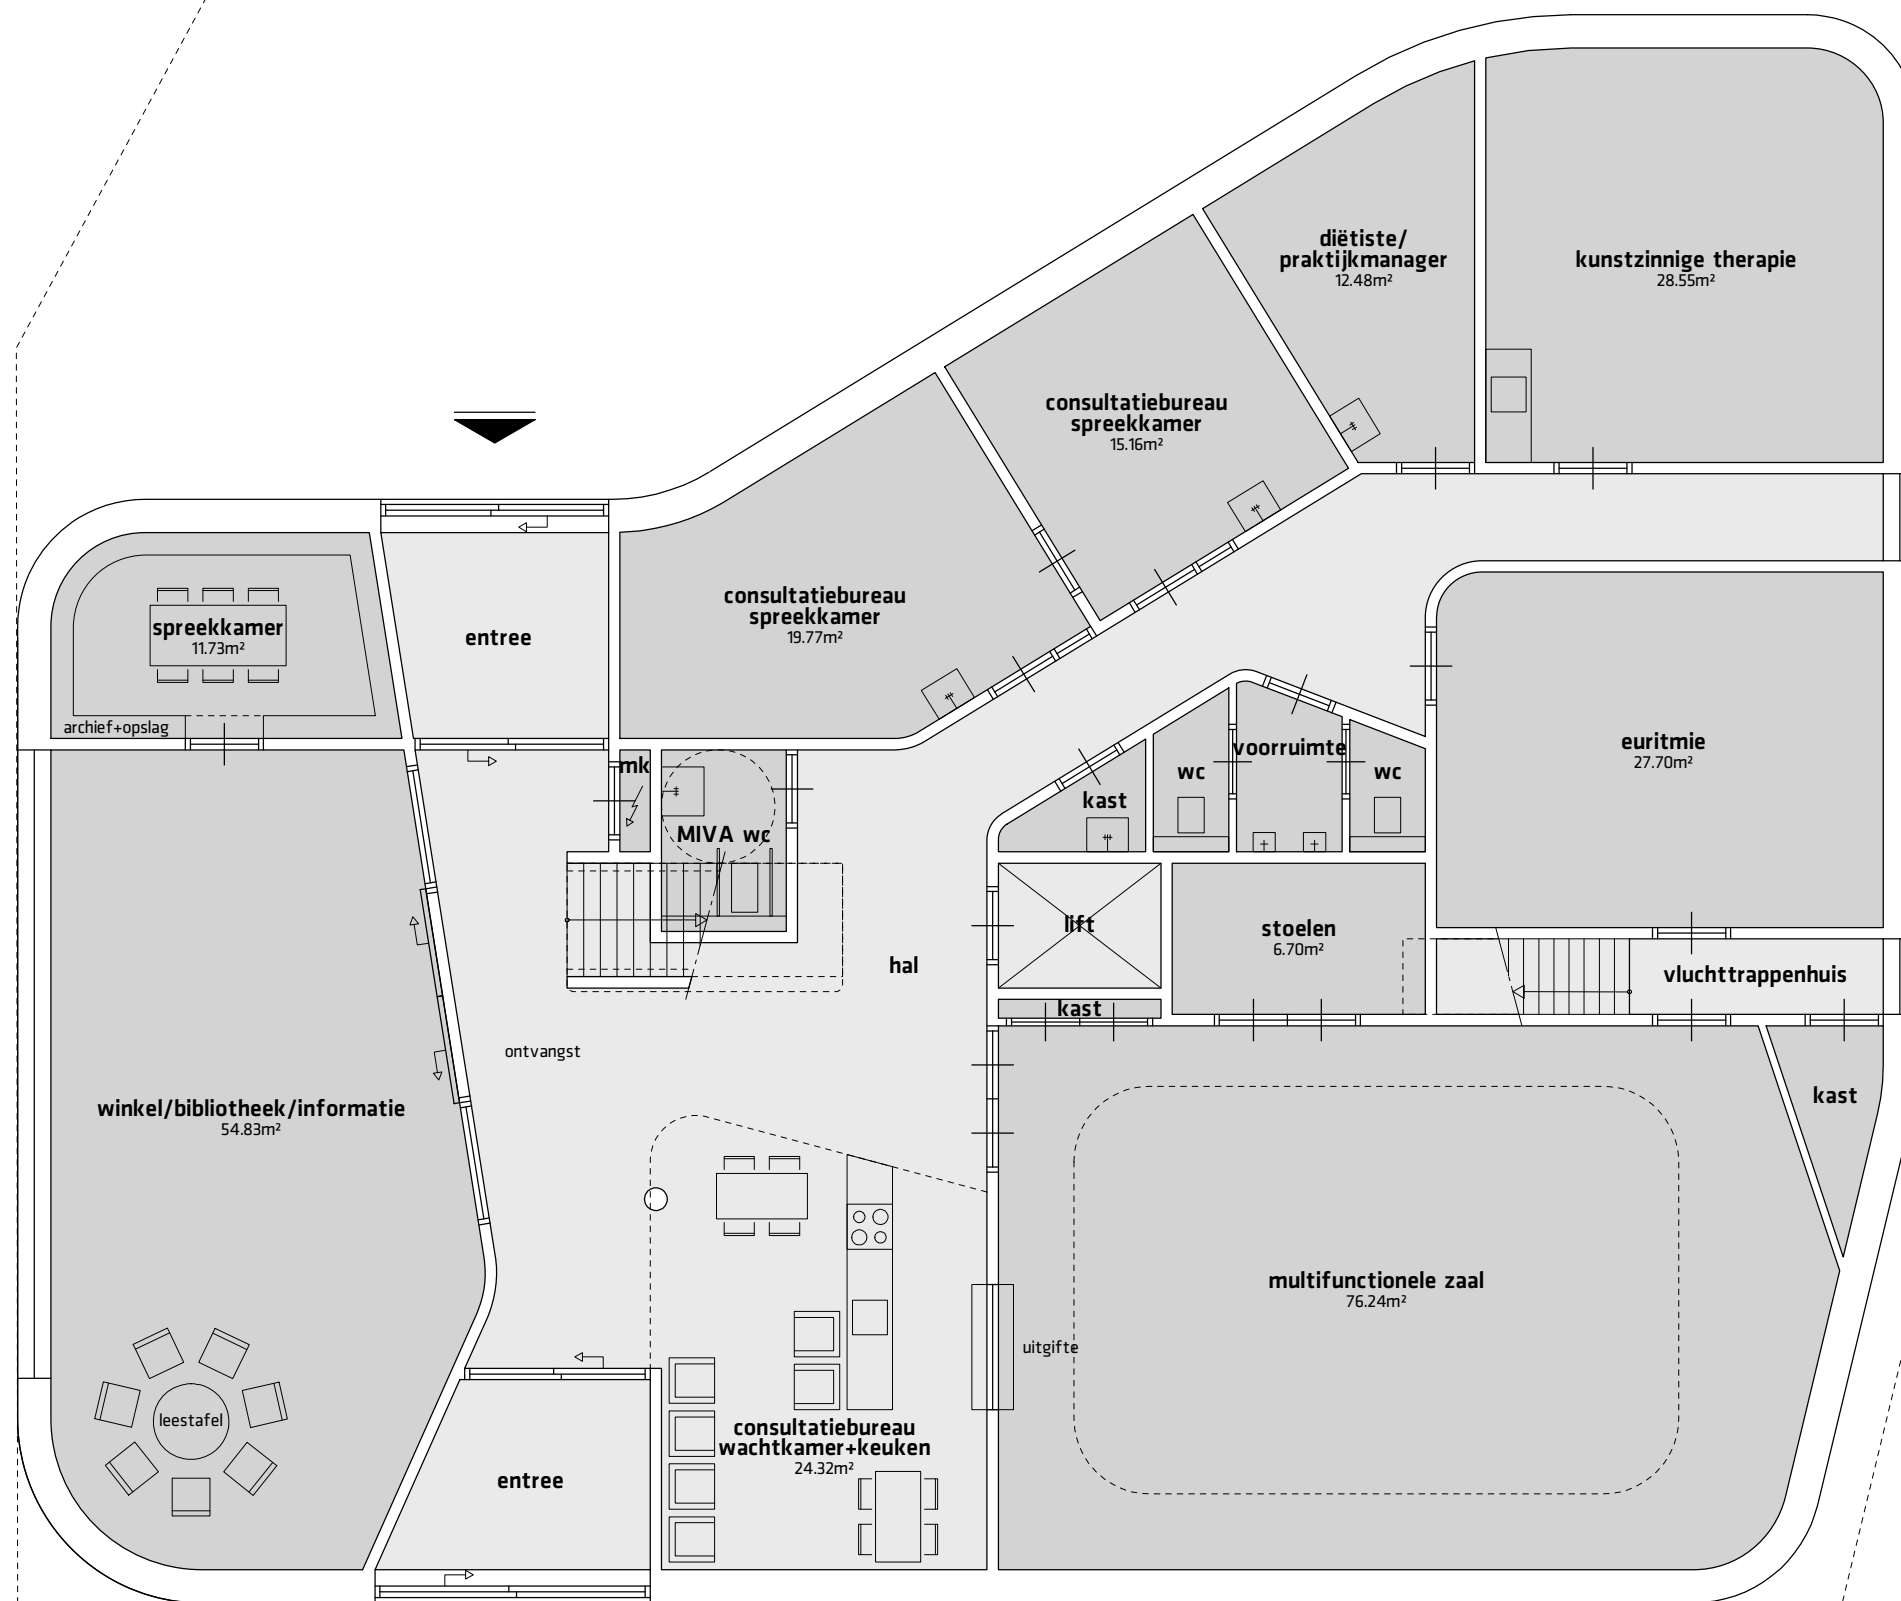 diëtiste/
praktijkmanager
12.48m²
kunstzinnige therapie
28.55m²
consultatiebureau
spreekkamer
15.16m²
consultatiebureau
spreekkamer
19.77m²
spreekkamer
11.73m²
entree
archief+opslag
mk
MIVA wc
voorruimte
wc
wc
kast
euritmie
27.70m²
lift
stoelen
6.70m²
hal
kast
vluchttrappenhuis
ontvangst
winkel/bibliotheek/informatie
54.83m²
kast
multifunctionele zaal
76.24m²
uitgifte
leestafel
consultatiebureau
wachtkamer+keuken
24.32m²
entree